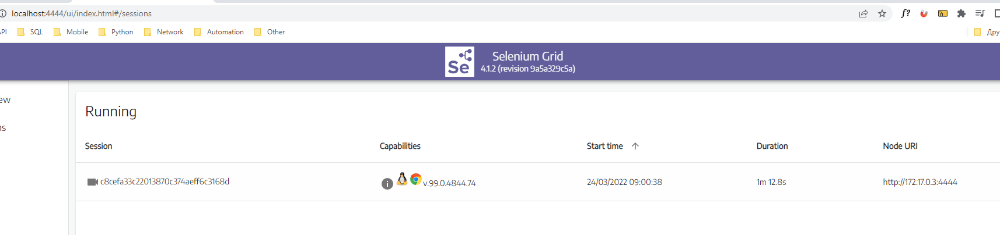 localhost:4444/ui/index.html#/sessions
f?
PI SQL Mobile Python Network Automation Other Дру
Se Selenium Grid
4.1.2 (revision 9a5a329c5a)
ew
ns
Running
Session Capabilities Start time Duration Node URI
c8cefa33c22013870c374aeff6c3168d v.99.0.4844.74 24/03/2022 09:00:38 1m 12.8s http://172.17.0.3:4444